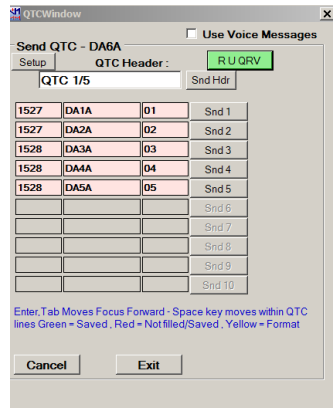 QTCWindow x
Use Voice Messages
Send QTC - DA6A
Setup QTC Header : R U QRV
QTC 1/5 Snd Hdr
1527 DA1A 01 Snd 1
1527 DA2A 02 Snd 2
1528 DA3A 03 Snd 3
1528 DA4A 04 Snd 4
1528 DA5A 05 Snd 5
Snd 6
Snd 7
Snd 8
Snd 9
Snd 10
Enter,Tab Moves Focus Forward - Space key moves within QTC
lines Green = Saved , Red = Not filled/Saved , Yellow = Format
Cancel Exit